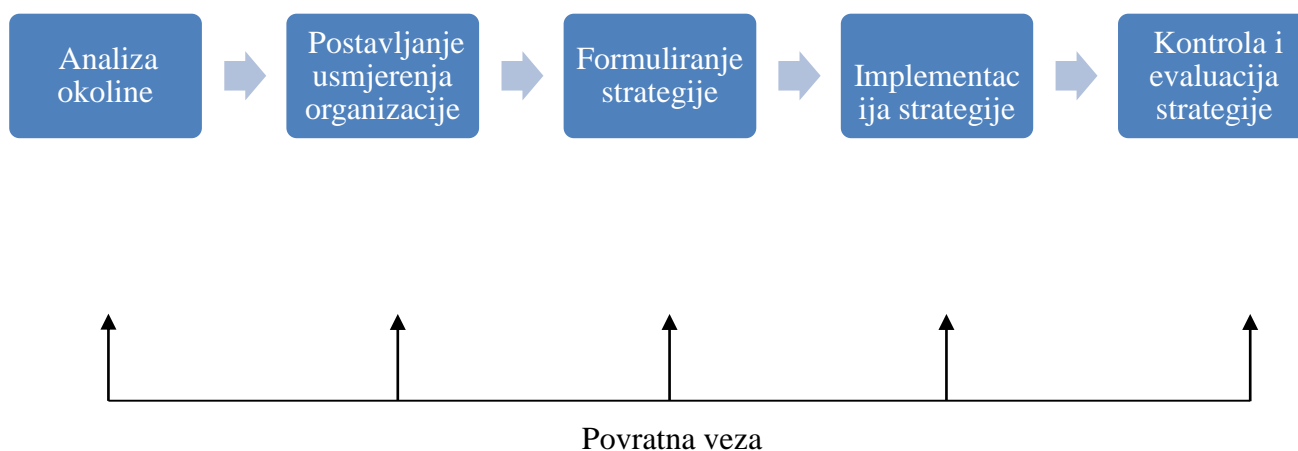 Analiza
okoline
Postavljanje
usmjerenja
organizacije
Formuliranje
strategije
Implementac
ija strategije
Kontrola i
evaluacija
strategije
Povratna veza